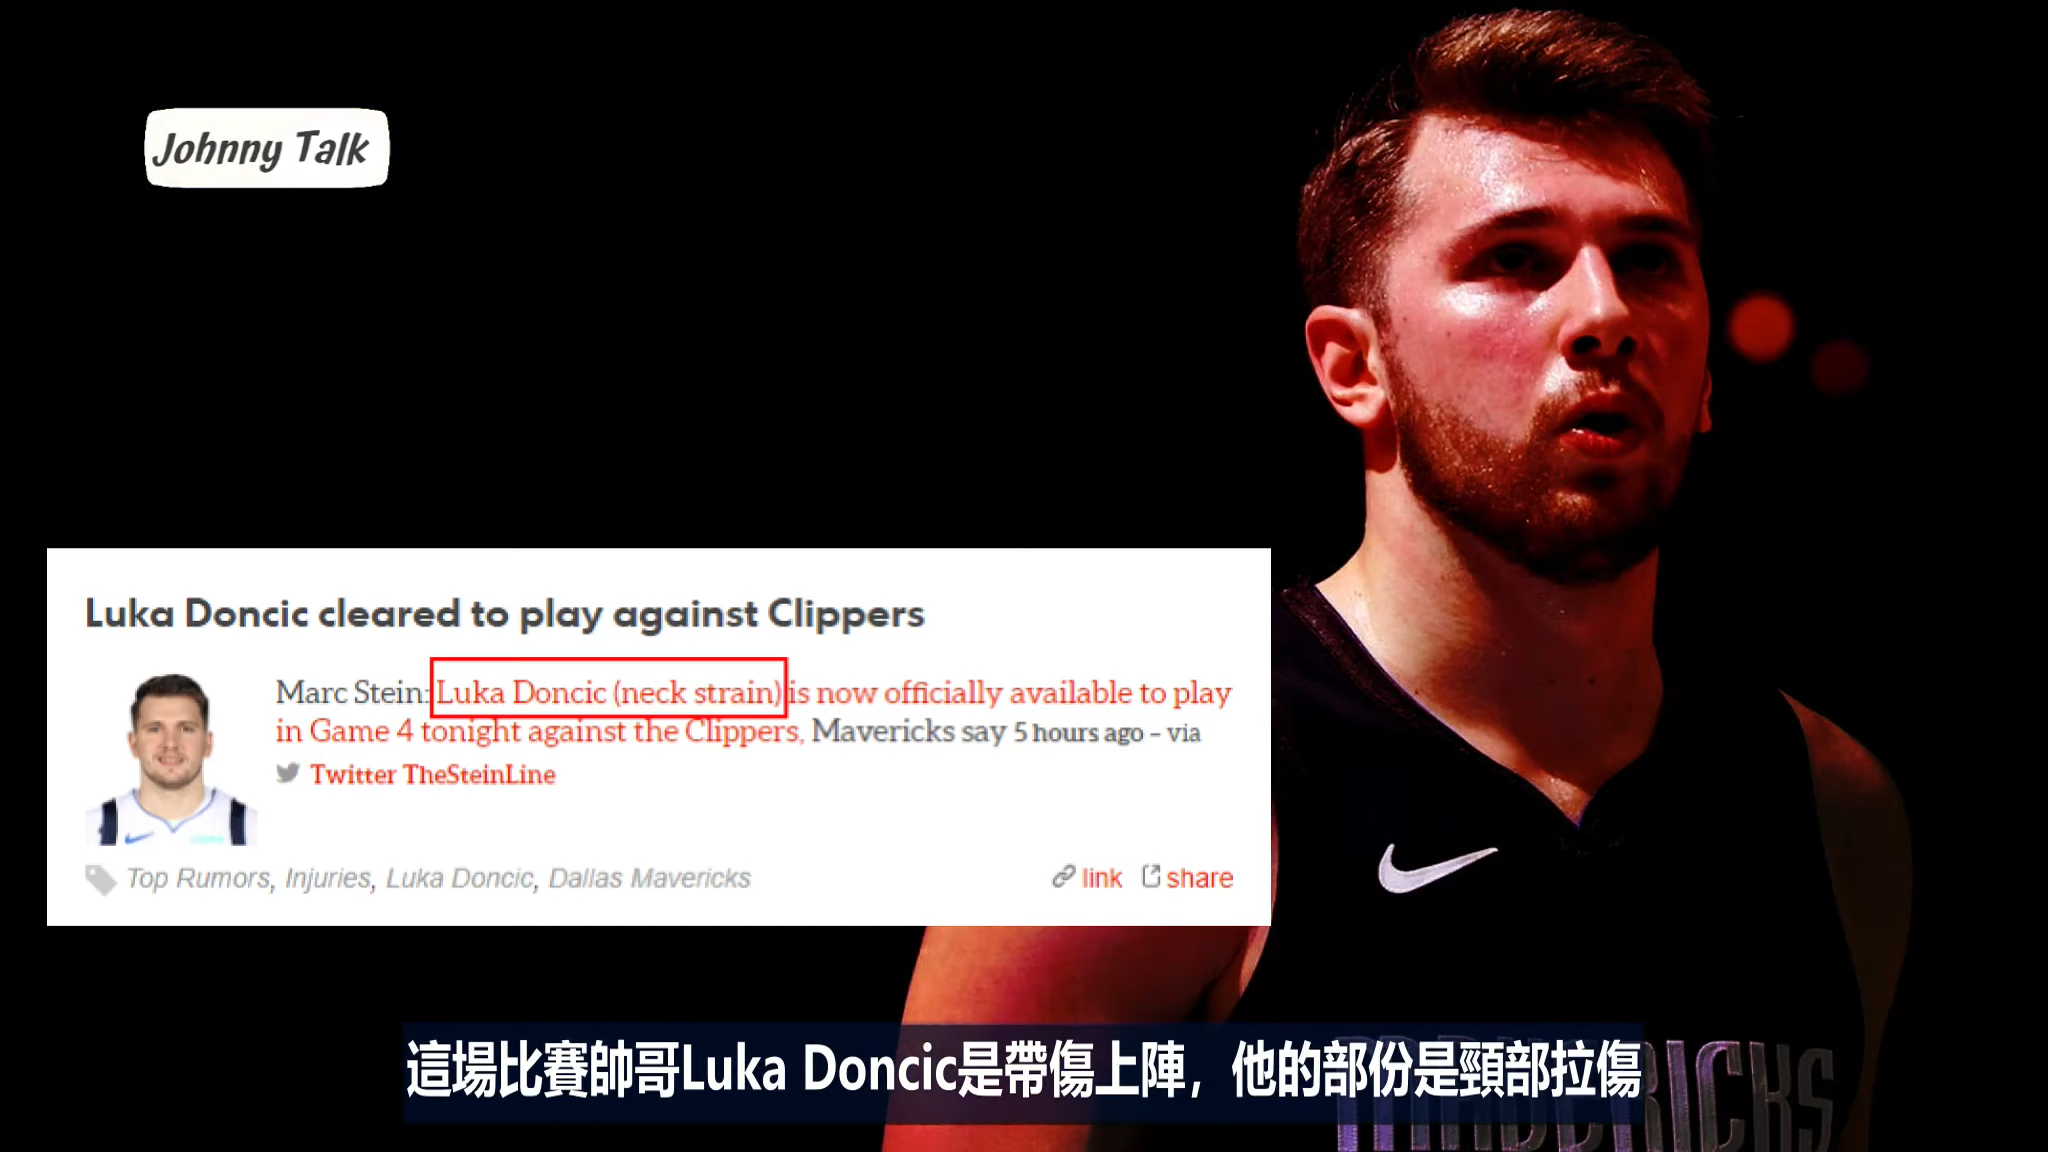 Johnny Talk
Luka Doncic cleared to play against Clippers
Marc Stein: Luka Doncic (neck strain) is now officially available to play
in Game 4 tonight against the Clippers, Mavericks say 5 hours ago – via
Twitter TheSteinLine
Top Rumors, Injuries, Luka Doncic, Dallas Mavericks
link share
這場比賽帥哥Luka Doncic是帶傷上陣，他的部份是頸部拉傷
MAVERICKS